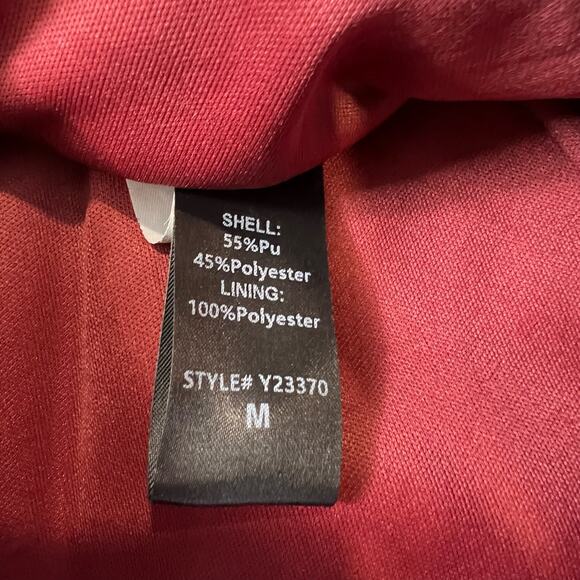 SHELL:
55%Pu
45%Polyester
LINING:
100%Polyester
STYLE# Y23370
M